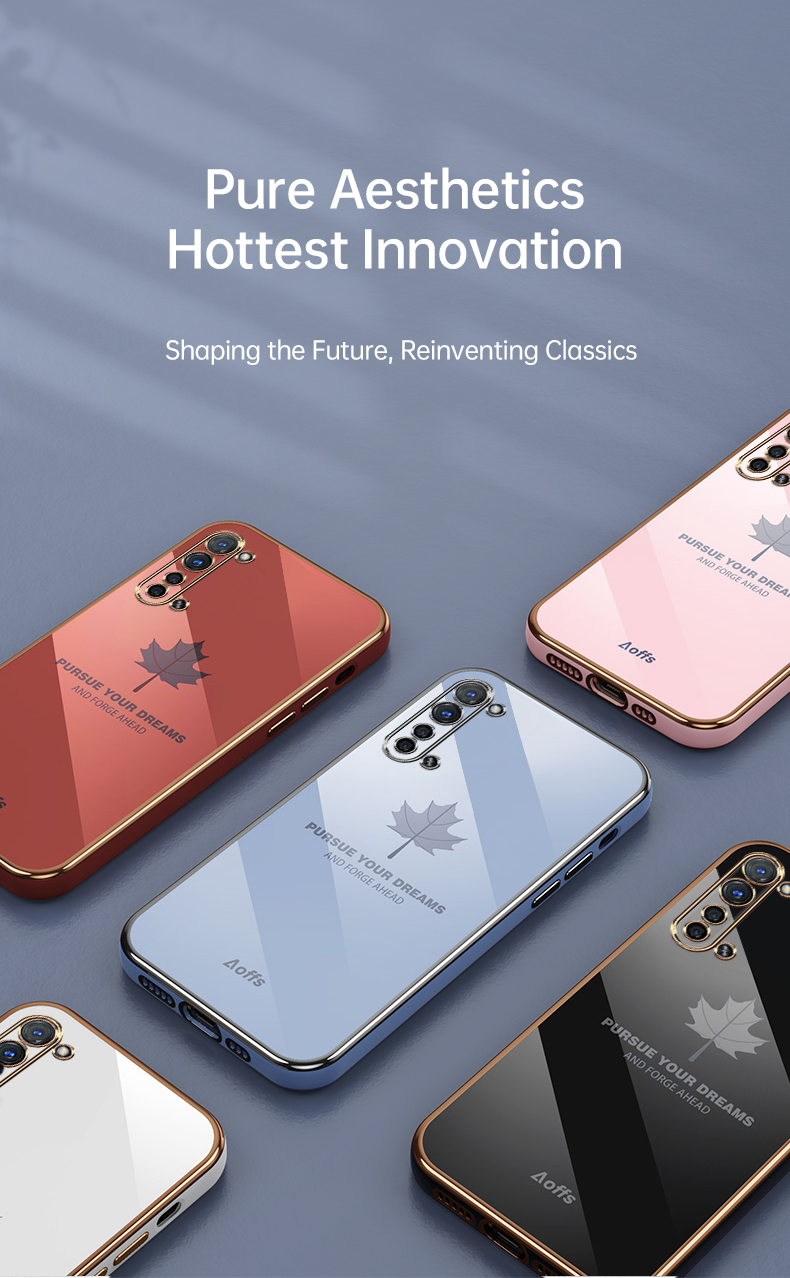 Pure Aesthetics
Hottest Innovation
Shaping the Future, Reinventing Classics
PURSUE YOUR DREAMS
AND FORGE AHEAD
Aoffs
PURSUE YOUR DREAMS
AND FORGE AHEAD
PURSUE YOUR DREAMS
AND FORGE AHEAD
Aoffs
PURSUE YOUR DREAMS
AND FORGE AHEAD
Aoffs